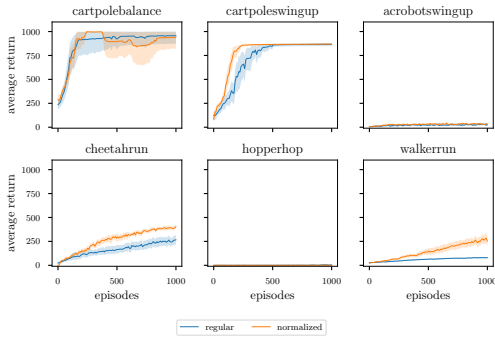 cartpolebalance cartpoleswingup acrobotswingup
1000
750
500
250
0
average return
cheetahrun hopperhop walkerrun
1000
750
500
250
0
average return
0 500 1000 0 500 1000 0 500 1000
episodes episodes episodes
regular normalized